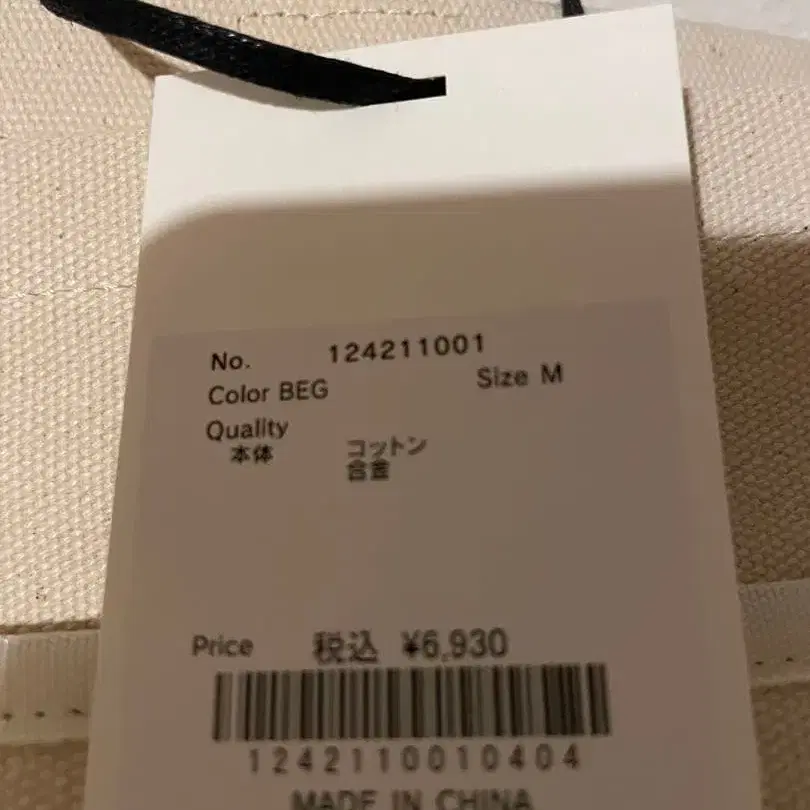 No. 124211001
Color BEG Size M
Quality
本体 コットン
合金
Price 税込 ¥6,930
1242110010404
MADE IN CHINA